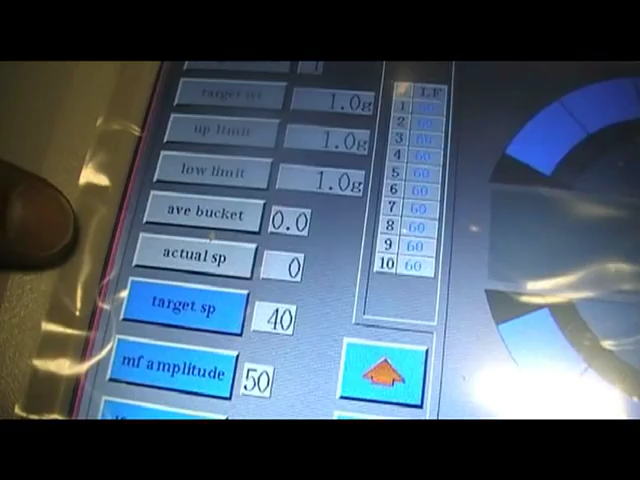 target wt 1.0g
up limit 1.0g
low limit 1.0g
ave bucket 0.0
actual sp 0
target sp 40
mf amplitude 50
LF
1 60
2 60
3 60
4 60
5 60
6 60
7 60
8 60
9 60
10 60